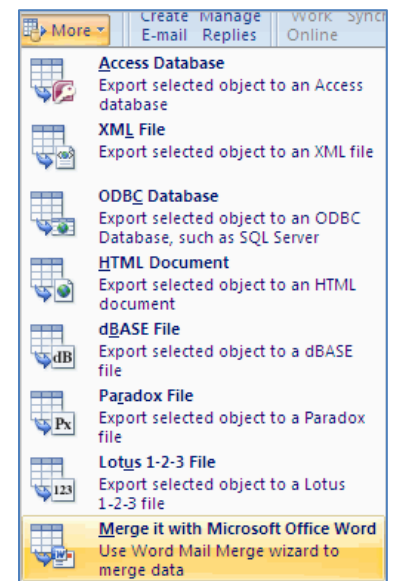 More
Create Manage
E-mail Replies
Work
Online
Access Database
Export selected object to an Access
database
XML File
Export selected object to an XML file
ODBC Database
Export selected object to an ODBC
Database, such as SQL Server
HTML Document
Export selected object to an HTML
document
dBASE File
Export selected object to a dBASE
file
Paradox File
Export selected object to a Paradox
file
Lotus 1-2-3 File
Export selected object to a Lotus
1-2-3 file
Merge it with Microsoft Office Word
Use Word Mail Merge wizard to
merge data
dB
Px
123